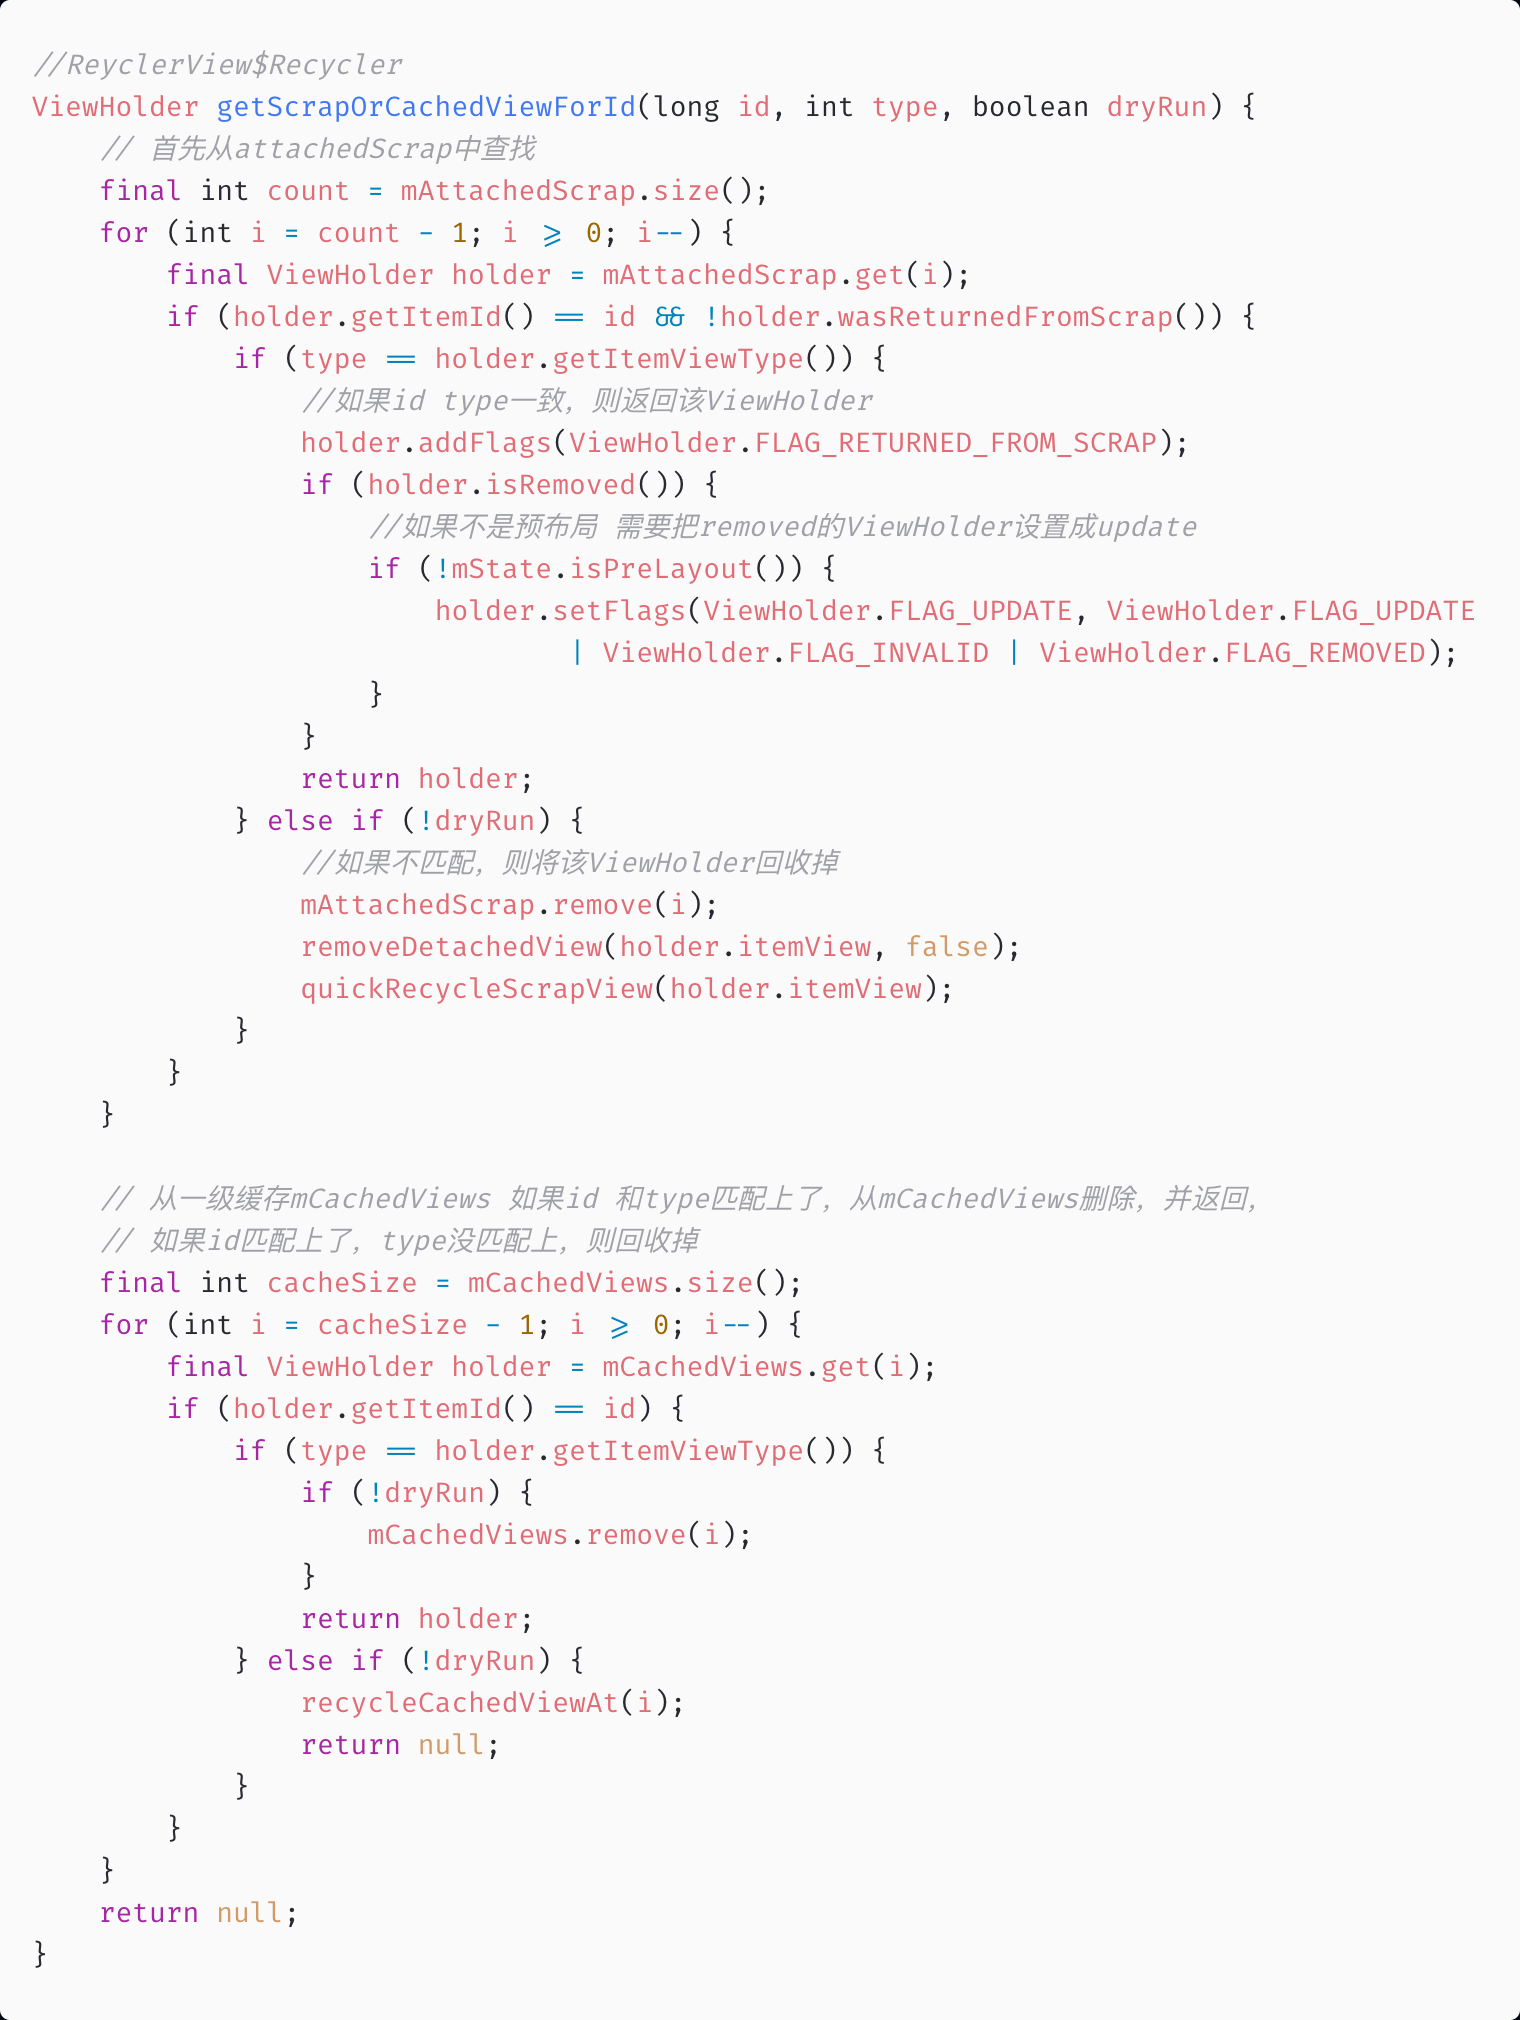 //ReyclerView$Recycler
ViewHolder getScrapOrCachedViewForId(long id, int type, boolean dryRun) {
    // 首先从attachedScrap中查找
    final int count = mAttachedScrap.size();
    for (int i = count - 1; i >= 0; i--) {
        final ViewHolder holder = mAttachedScrap.get(i);
        if (holder.getItemId() == id && !holder.wasReturnedFromScrap()) {
            if (type == holder.getItemViewType()) {
                //如果id type一致，则返回该ViewHolder
                holder.addFlags(ViewHolder.FLAG_RETURNED_FROM_SCRAP);
                if (holder.isRemoved()) {
                    //如果不是预布局 需要把removed的ViewHolder设置成update
                    if (!mState.isPreLayout()) {
                        holder.setFlags(ViewHolder.FLAG_UPDATE, ViewHolder.FLAG_UPDATE
                                | ViewHolder.FLAG_INVALID | ViewHolder.FLAG_REMOVED);
                    }
                }
                return holder;
            } else if (!dryRun) {
                //如果不匹配，则将该ViewHolder回收掉
                mAttachedScrap.remove(i);
                removeDetachedView(holder.itemView, false);
                quickRecycleScrapView(holder.itemView);
            }
        }
    }

    // 从一级缓存mCachedViews 如果id 和type匹配上了，从mCachedViews删除，并返回，
    // 如果id匹配上了，type没匹配上，则回收掉
    final int cacheSize = mCachedViews.size();
    for (int i = cacheSize - 1; i >= 0; i--) {
        final ViewHolder holder = mCachedViews.get(i);
        if (holder.getItemId() == id) {
            if (type == holder.getItemViewType()) {
                if (!dryRun) {
                    mCachedViews.remove(i);
                }
                return holder;
            } else if (!dryRun) {
                recycleCachedViewAt(i);
                return null;
            }
        }
    }
    return null;
}